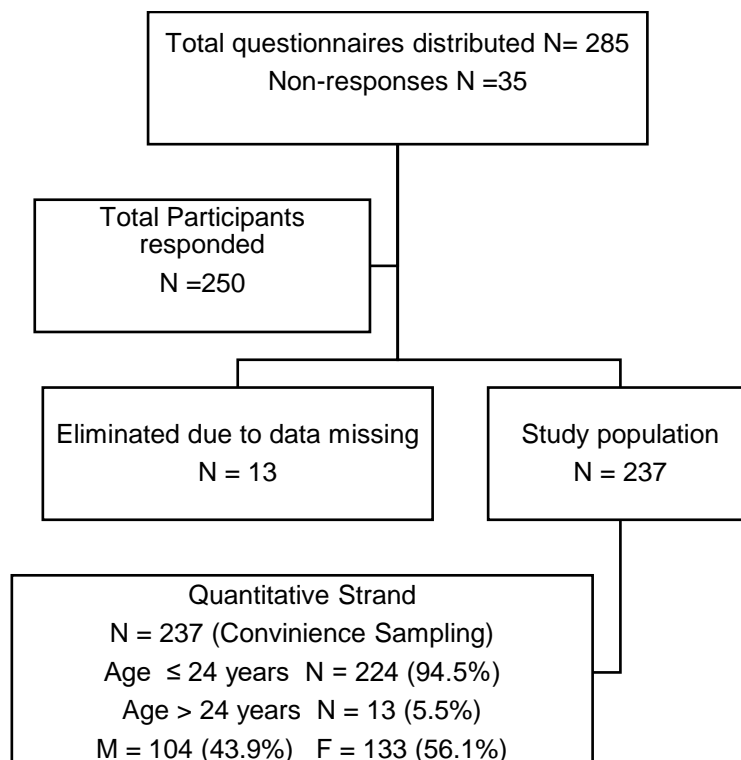 Total questionnaires distributed N= 285
Non-responses N =35
Total Participants
responded
N =250
Eliminated due to data missing
N = 13
Study population
N = 237
Quantitative Strand
N = 237 (Convinience Sampling)
Age ≤ 24 years N = 224 (94.5%)
Age > 24 years N = 13 (5.5%)
M = 104 (43.9%) F = 133 (56.1%)